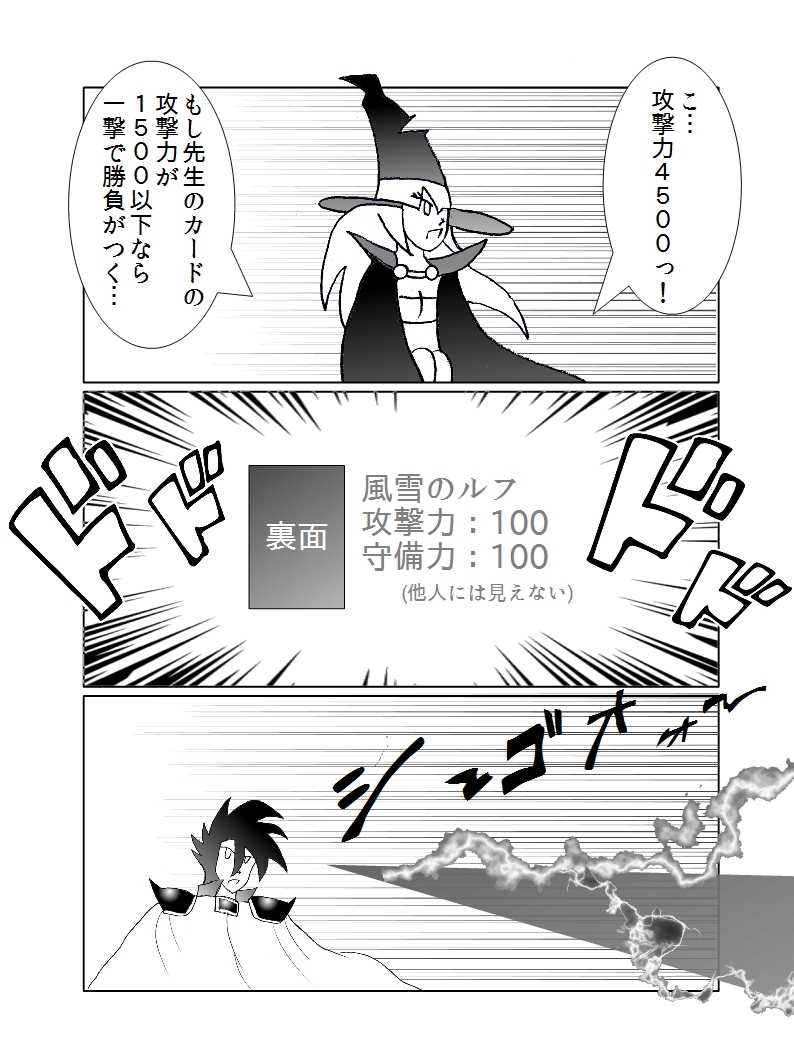 こ…
攻撃力４５００っ！
もし先生のカードの
攻撃力が
１５００以下なら
一撃で勝負がつく…
ドド
ドド
裏面
風雪のルフ
攻撃力：100
守備力：100
(他人には見えない)
シュゴオォォ～